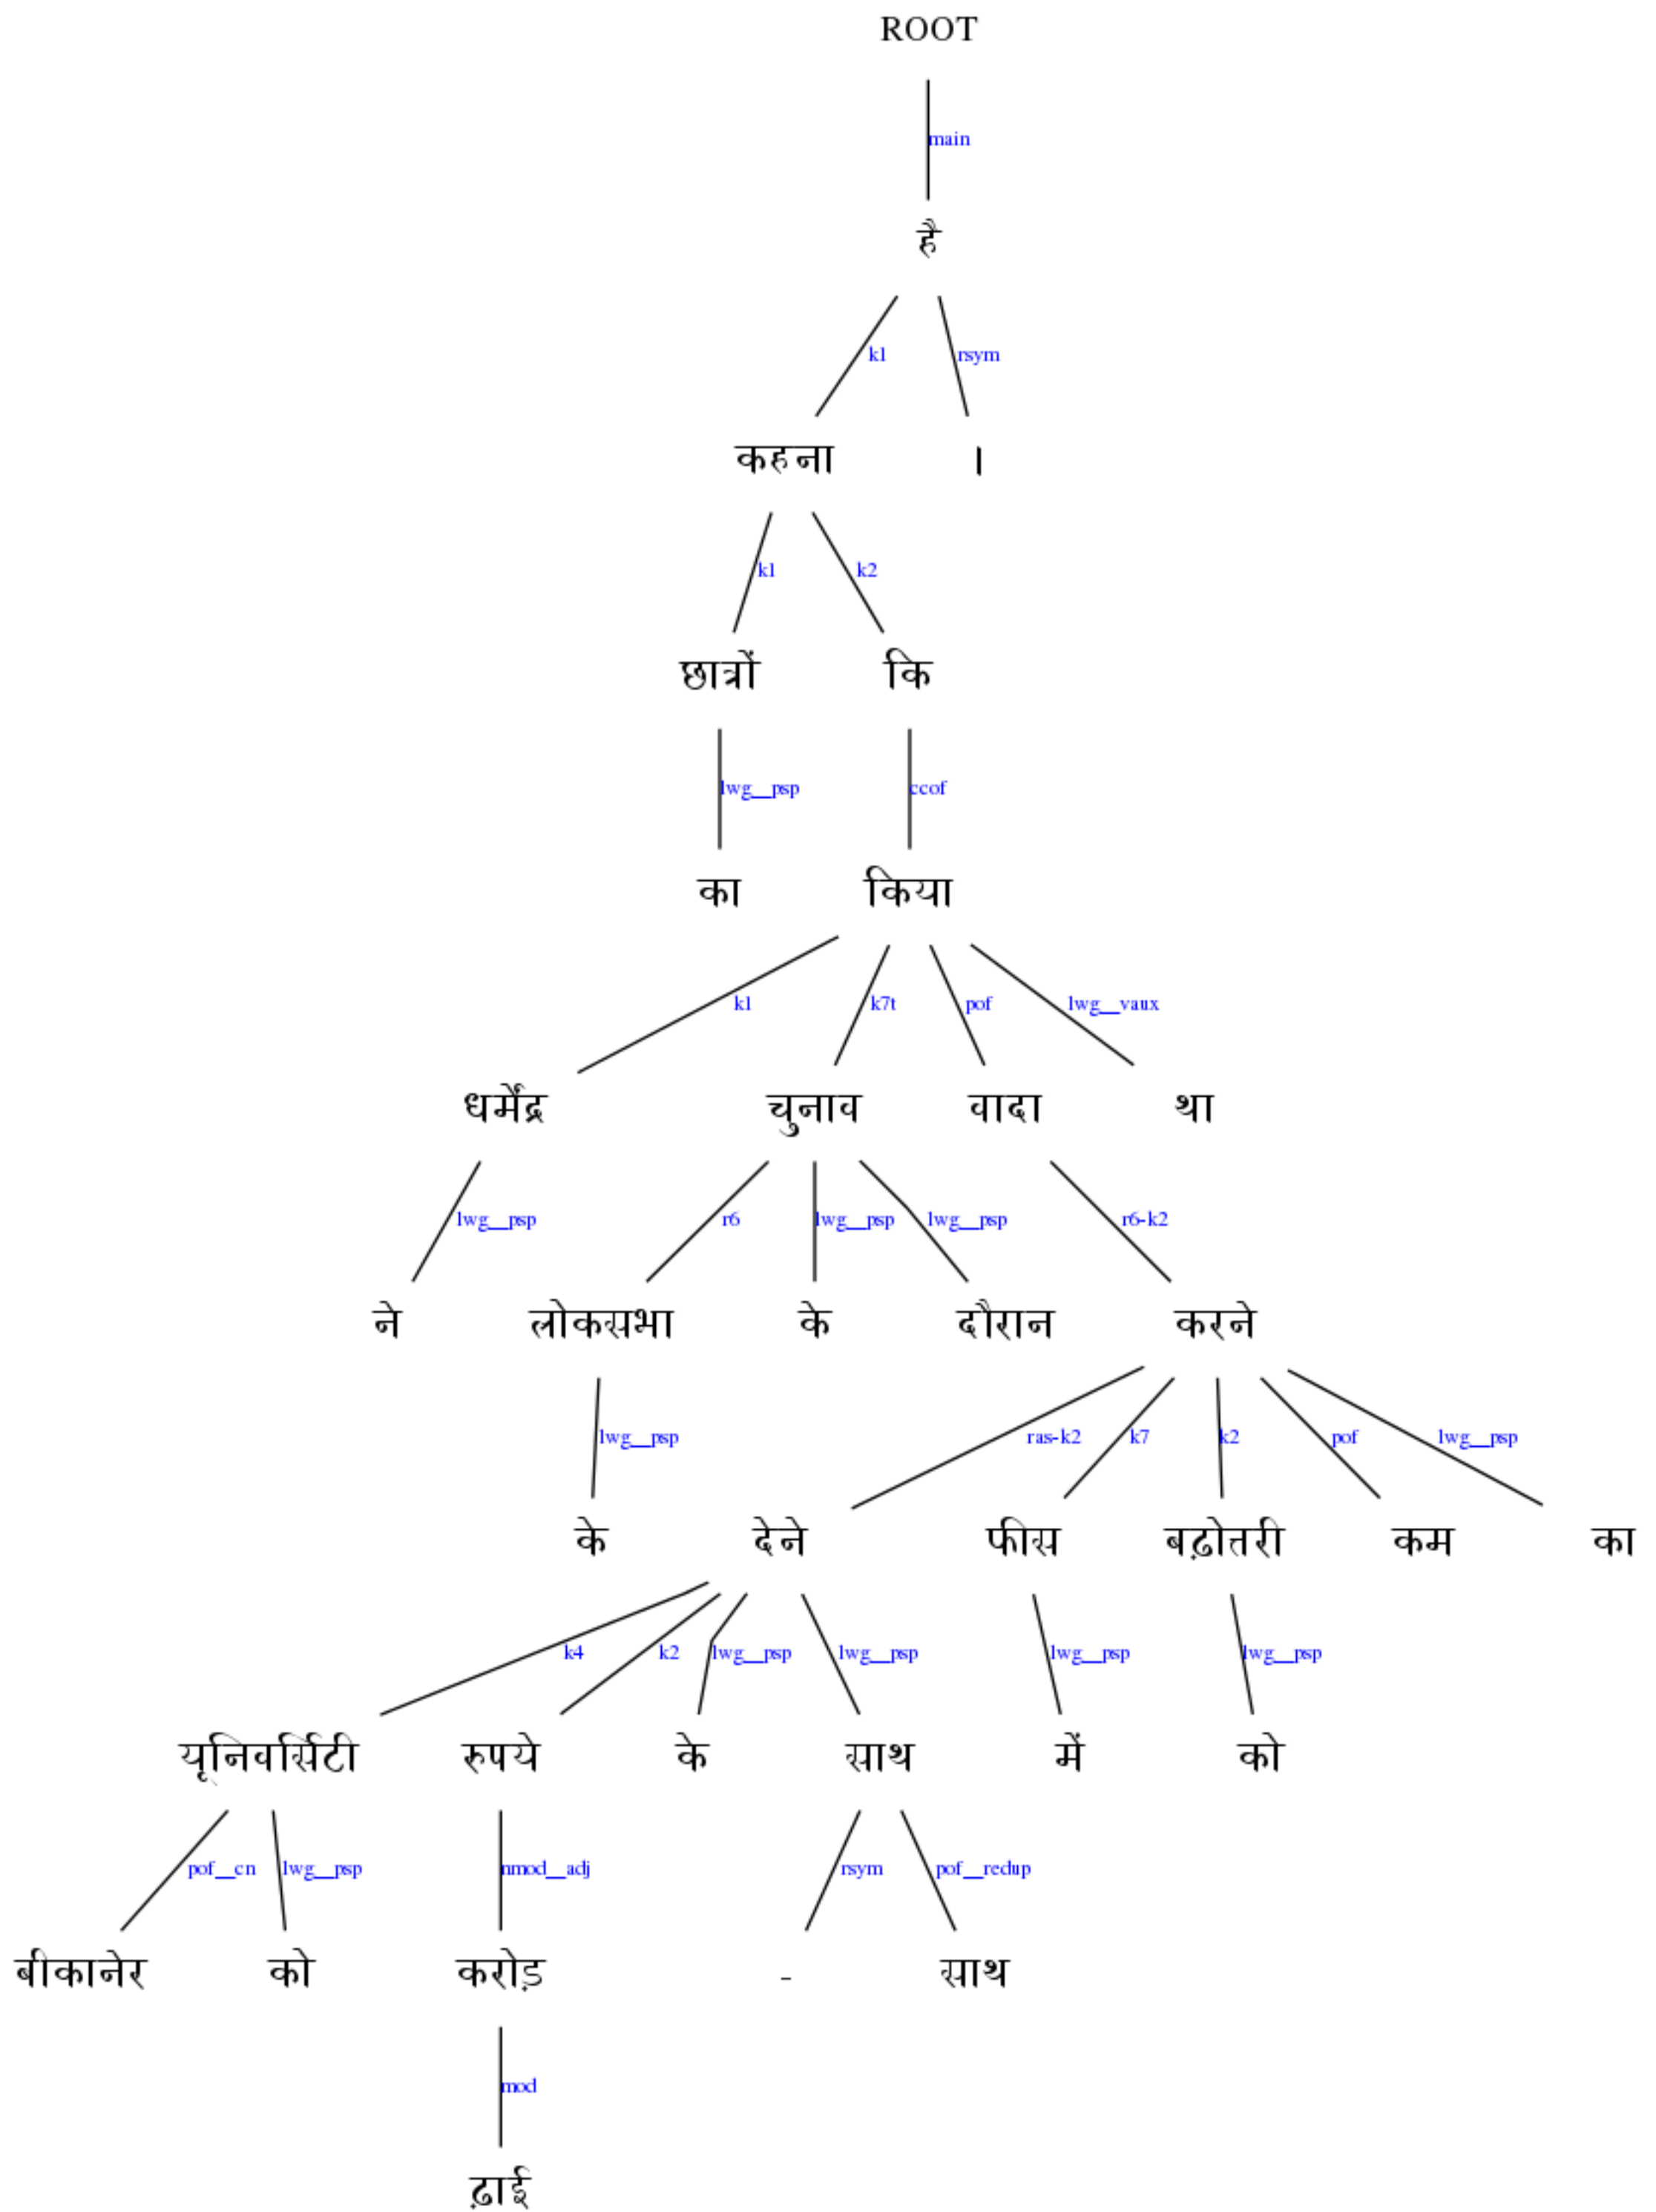 ROOT
main
है
k1 rsym
कहना ।
k1 k2
छात्रों कि
lwg__psp ccof
का किया
k1 k7t pof lwg__vaux
धर्मेंद्र चुनाव वादा था
lwg__psp r6 lwg__psp lwg__psp r6-k2
ने लोकसभा के दौरान करने
lwg__psp ras-k2 k7 k2 pof lwg__psp
के देने फीस बढ़ोत्तरी कम का
k4 k2 lwg__psp lwg__psp lwg__psp lwg__psp
यूनिवर्सिटी रुपये के साथ में को
pof__cn lwg__psp nmod__adj rsym pof__redup
बीकानेर को करोड़ - साथ
mod
ढ़ाई